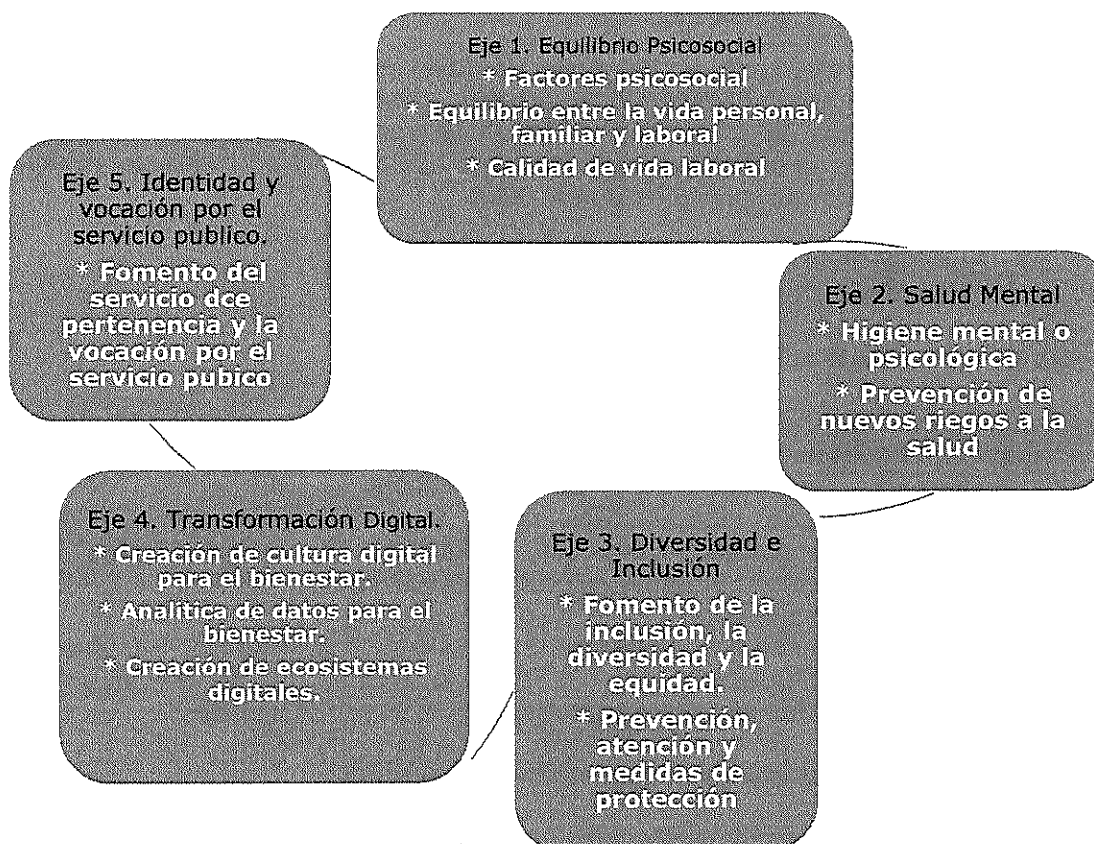 Eje 1. Equilibrio Psicosocial
* Factores psicosocial
* Equilibrio entre la vida personal,
familiar y laboral
* Calidad de vida laboral
Eje 2. Salud Mental
* Higiene mental o
psicológica
* Prevención de
nuevos riegos a la
salud
Eje 3. Diversidad e
Inclusión
* Fomento de la
inclusión, la
diversidad y la
equidad.
* Prevención,
atención y
medidas de
protección
Eje 4. Transformación Digital.
* Creación de cultura digital
para el bienestar.
* Analítica de datos para el
bienestar.
* Creación de ecosistemas
digitales.
Eje 5. Identidad y
vocación por el
servicio publico.
* Fomento del
servicio dce
pertenencia y la
vocación por el
servicio pubico